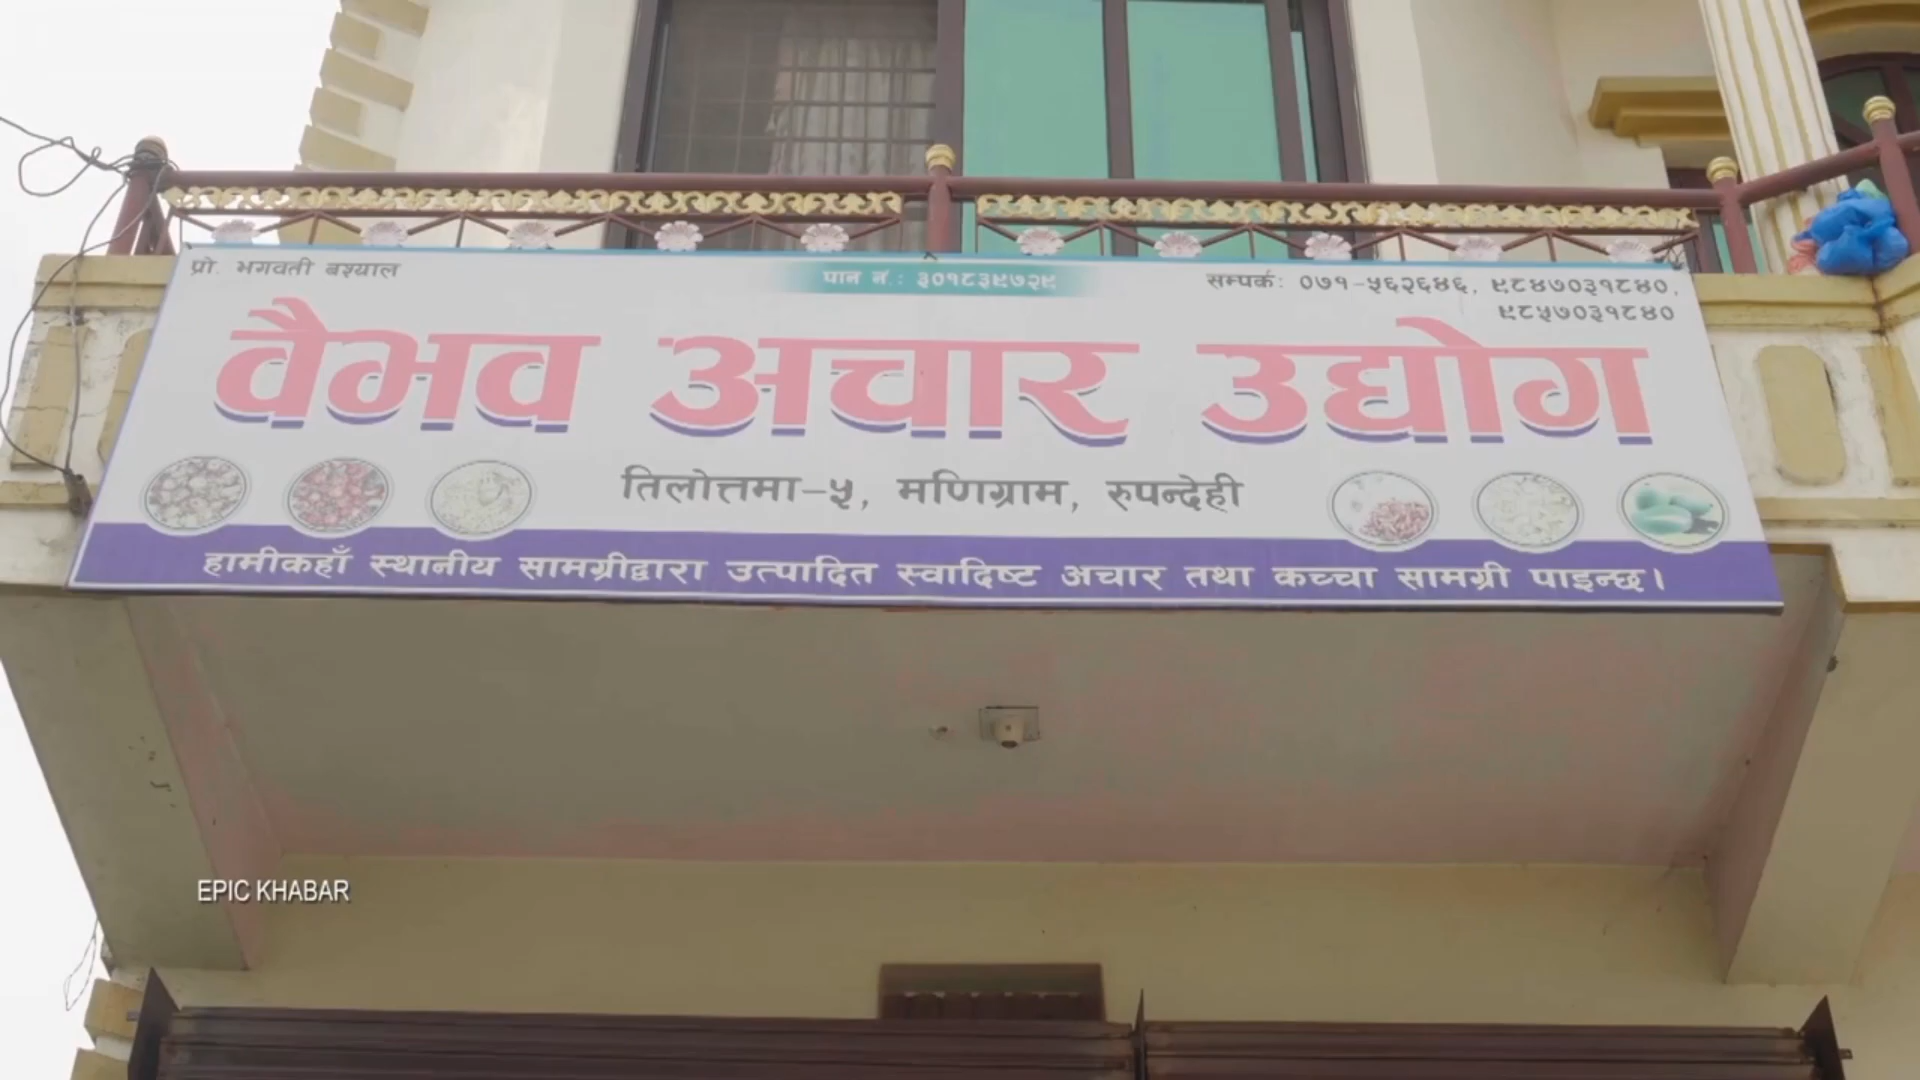 प्रो. भगवती बश्याल
पान नं.: ३०१८३९७२९
सम्पर्क: ०७१-५६२६४६, ९८४७०३१८४०,
९८५७०३१८४०
वैभव अचार उद्योग
तिलोत्तमा-५, मणिग्राम, रुपन्देही
हामीकहाँ स्थानीय सामग्रीद्वारा उत्पादित स्वादिष्ट अचार तथा कच्चा सामग्री पाइन्छ।
EPIC KHABAR